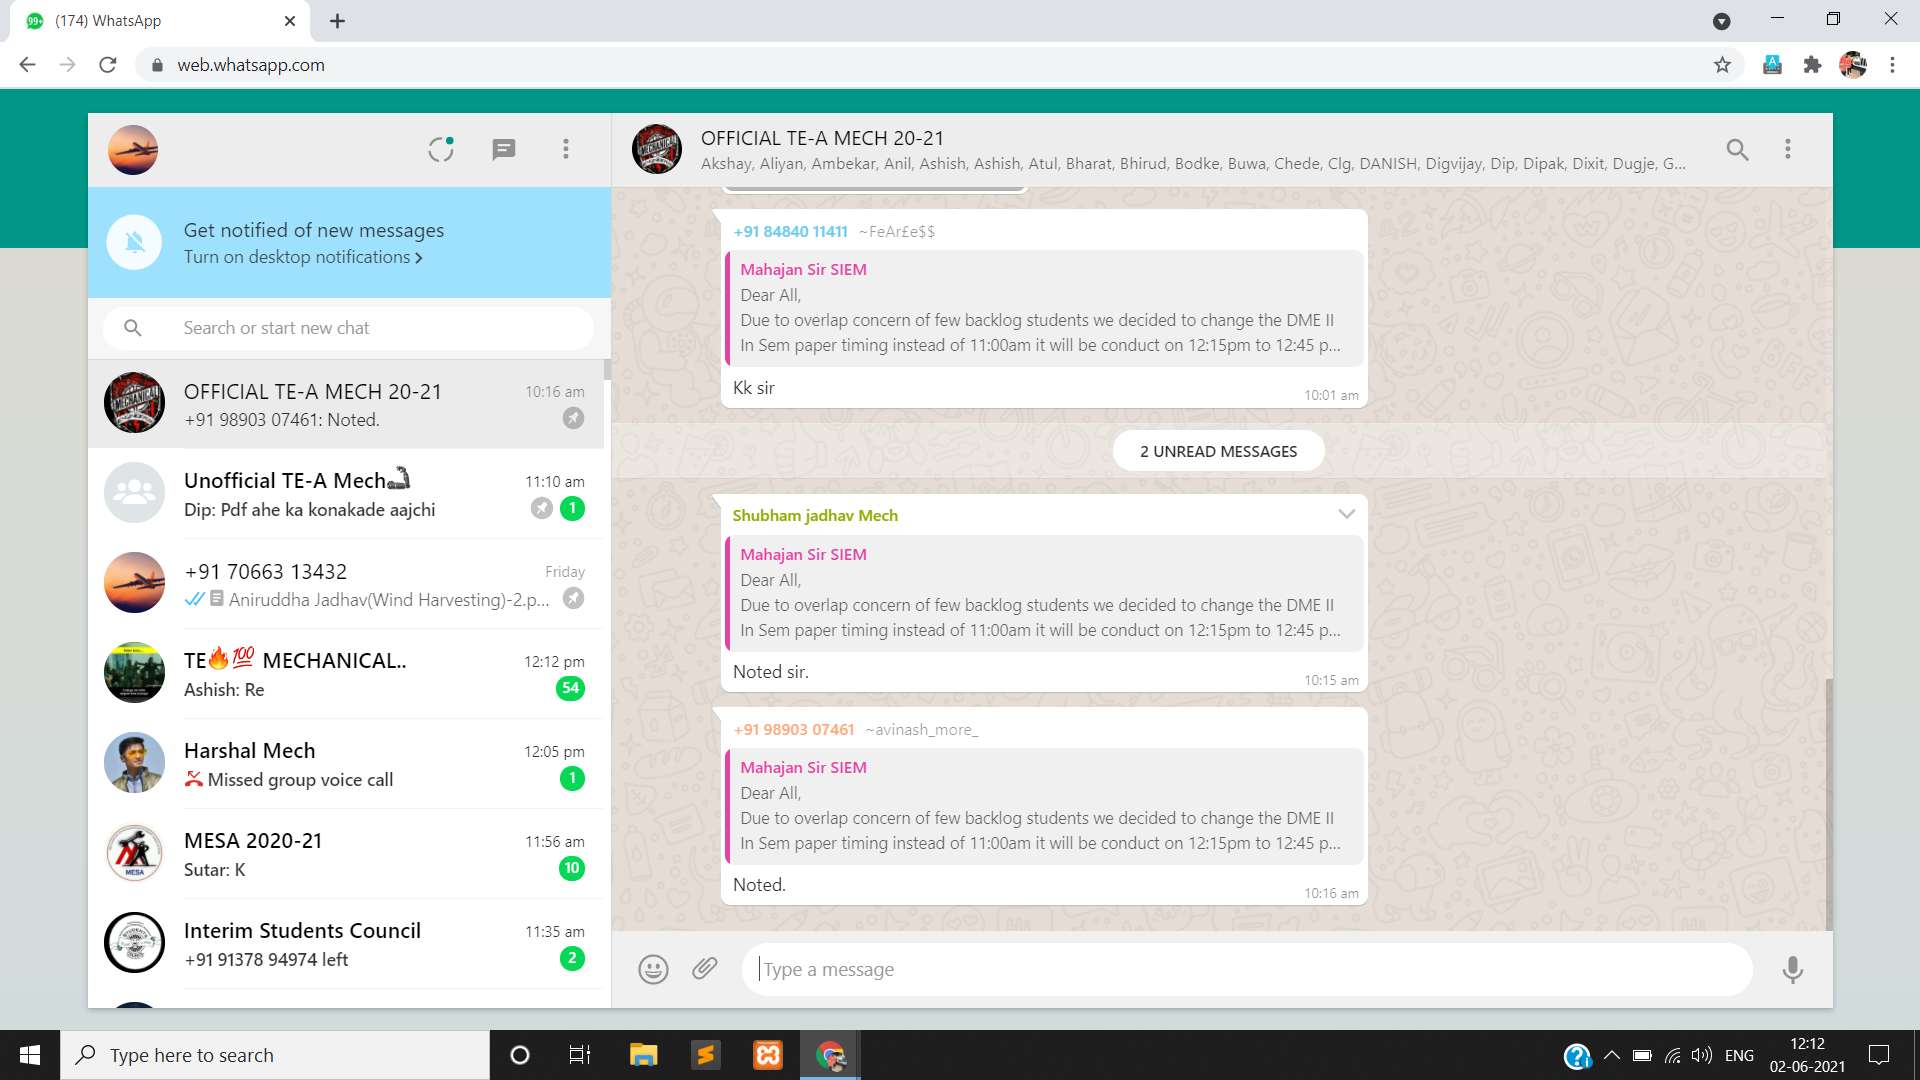 (174) WhatsApp
web.whatsapp.com
Get notified of new messages
Turn on desktop notifications
Search or start new chat
OFFICIAL TE-A MECH 20-21
10:16 am
+91 98903 07461: Noted.
Unofficial TE-A Mech
11:10 am
Dip: Pdf ahe ka konakade aajchi
1
+91 70663 13432
Friday
Aniruddha Jadhav(Wind Harvesting)-2.p...
TE🔥💯 MECHANICAL..
12:12 pm
Ashish: Re
54
Harshal Mech
12:05 pm
Missed group voice call
1
MESA 2020-21
11:56 am
Sutar: K
10
MESA
Interim Students Council
11:35 am
+91 91378 94974 left
2
OFFICIAL TE-A MECH 20-21
Akshay, Aliyan, Ambekar, Anil, Ashish, Ashish, Atul, Bharat, Bhirud, Bodke, Buwa, Chede, Clg, DANISH, Digvijay, Dip, Dipak, Dixit, Dugje, G...
+91 84840 11411 ~FeAr£e$$
Mahajan Sir SIEM
Dear All,
Due to overlap concern of few backlog students we decided to change the DME II
In Sem paper timing instead of 11:00am it will be conduct on 12:15pm to 12:45 p...
Kk sir
10:01 am
2 UNREAD MESSAGES
Shubham jadhav Mech
Mahajan Sir SIEM
Dear All,
Due to overlap concern of few backlog students we decided to change the DME II
In Sem paper timing instead of 11:00am it will be conduct on 12:15pm to 12:45 p...
Noted sir.
10:15 am
+91 98903 07461 ~avinash_more_
Mahajan Sir SIEM
Dear All,
Due to overlap concern of few backlog students we decided to change the DME II
In Sem paper timing instead of 11:00am it will be conduct on 12:15pm to 12:45 p...
Noted.
10:16 am
Type a message
Type here to search
ENG
12:12
02-06-2021